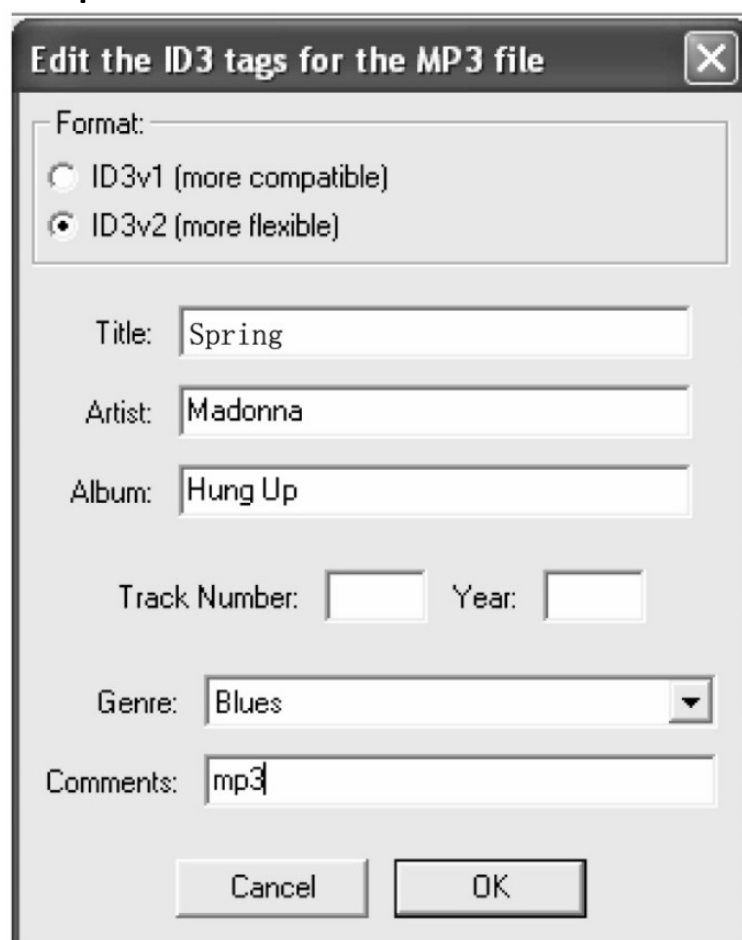 Edit the ID3 tags for the MP3 file
Format:
ID3v1 (more compatible)
ID3v2 (more flexible)
Title: Spring
Artist: Madonna
Album: Hung Up
Track Number: Year:
Genre: Blues
Comments: mp3
Cancel OK